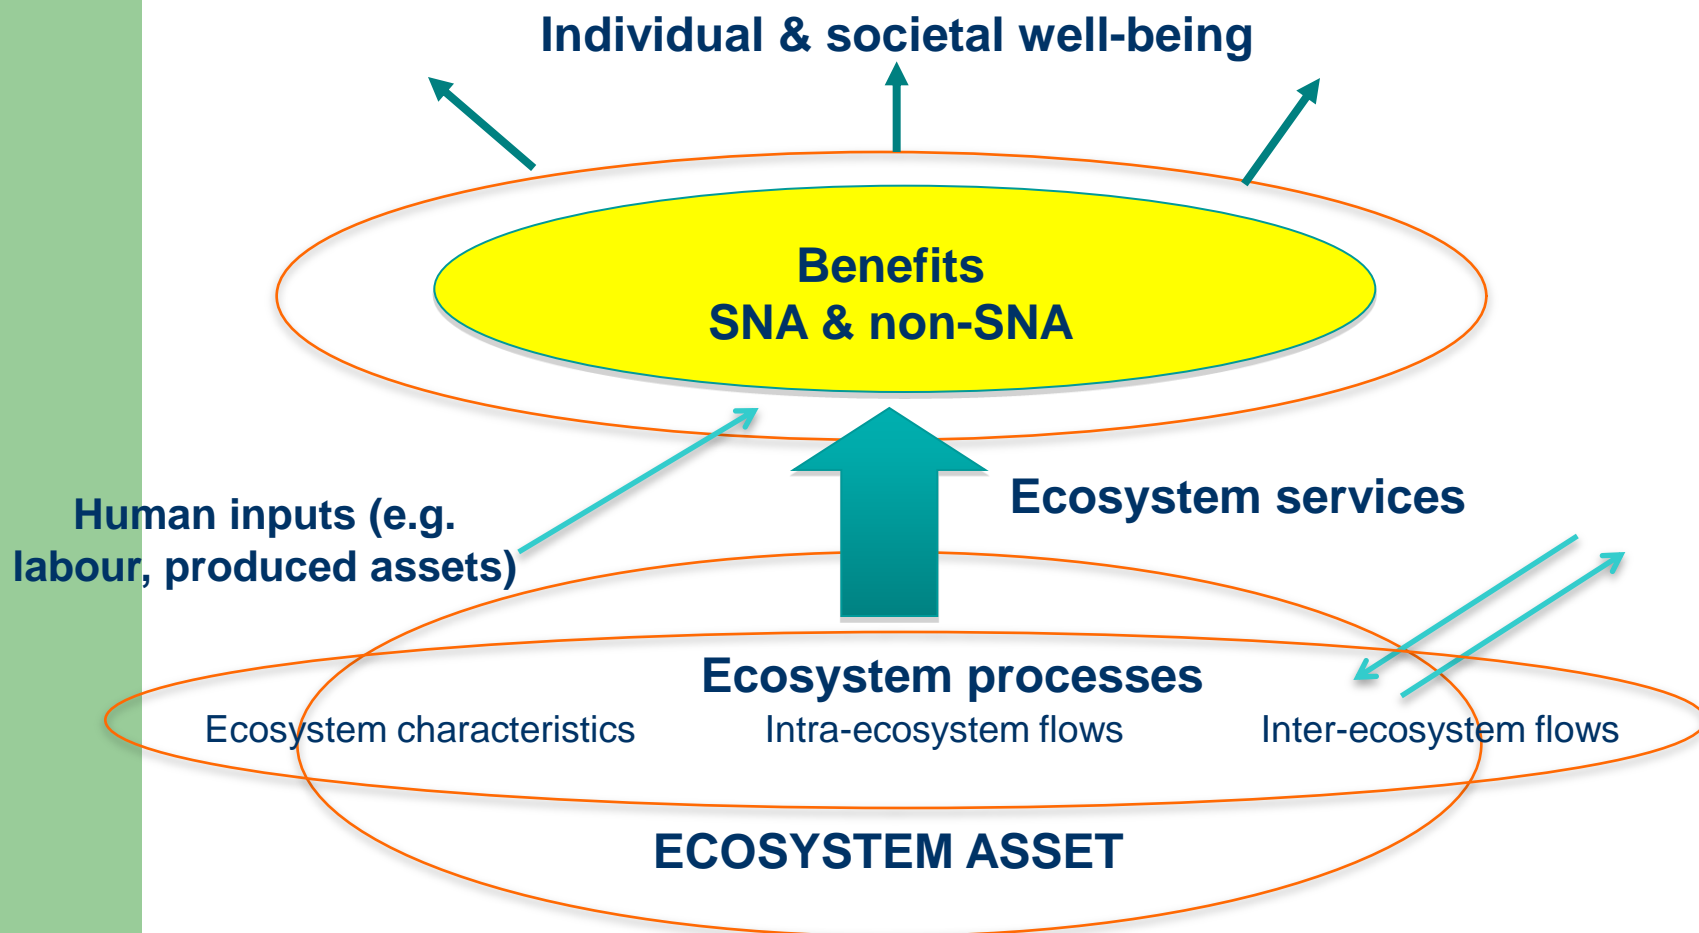 Individual & societal well-being
Benefits
SNA & non-SNA
Ecosystem services
Human inputs (e.g.
labour, produced assets)
Ecosystem processes
Ecosystem characteristics
Intra-ecosystem flows
Inter-ecosystem flows
ECOSYSTEM ASSET